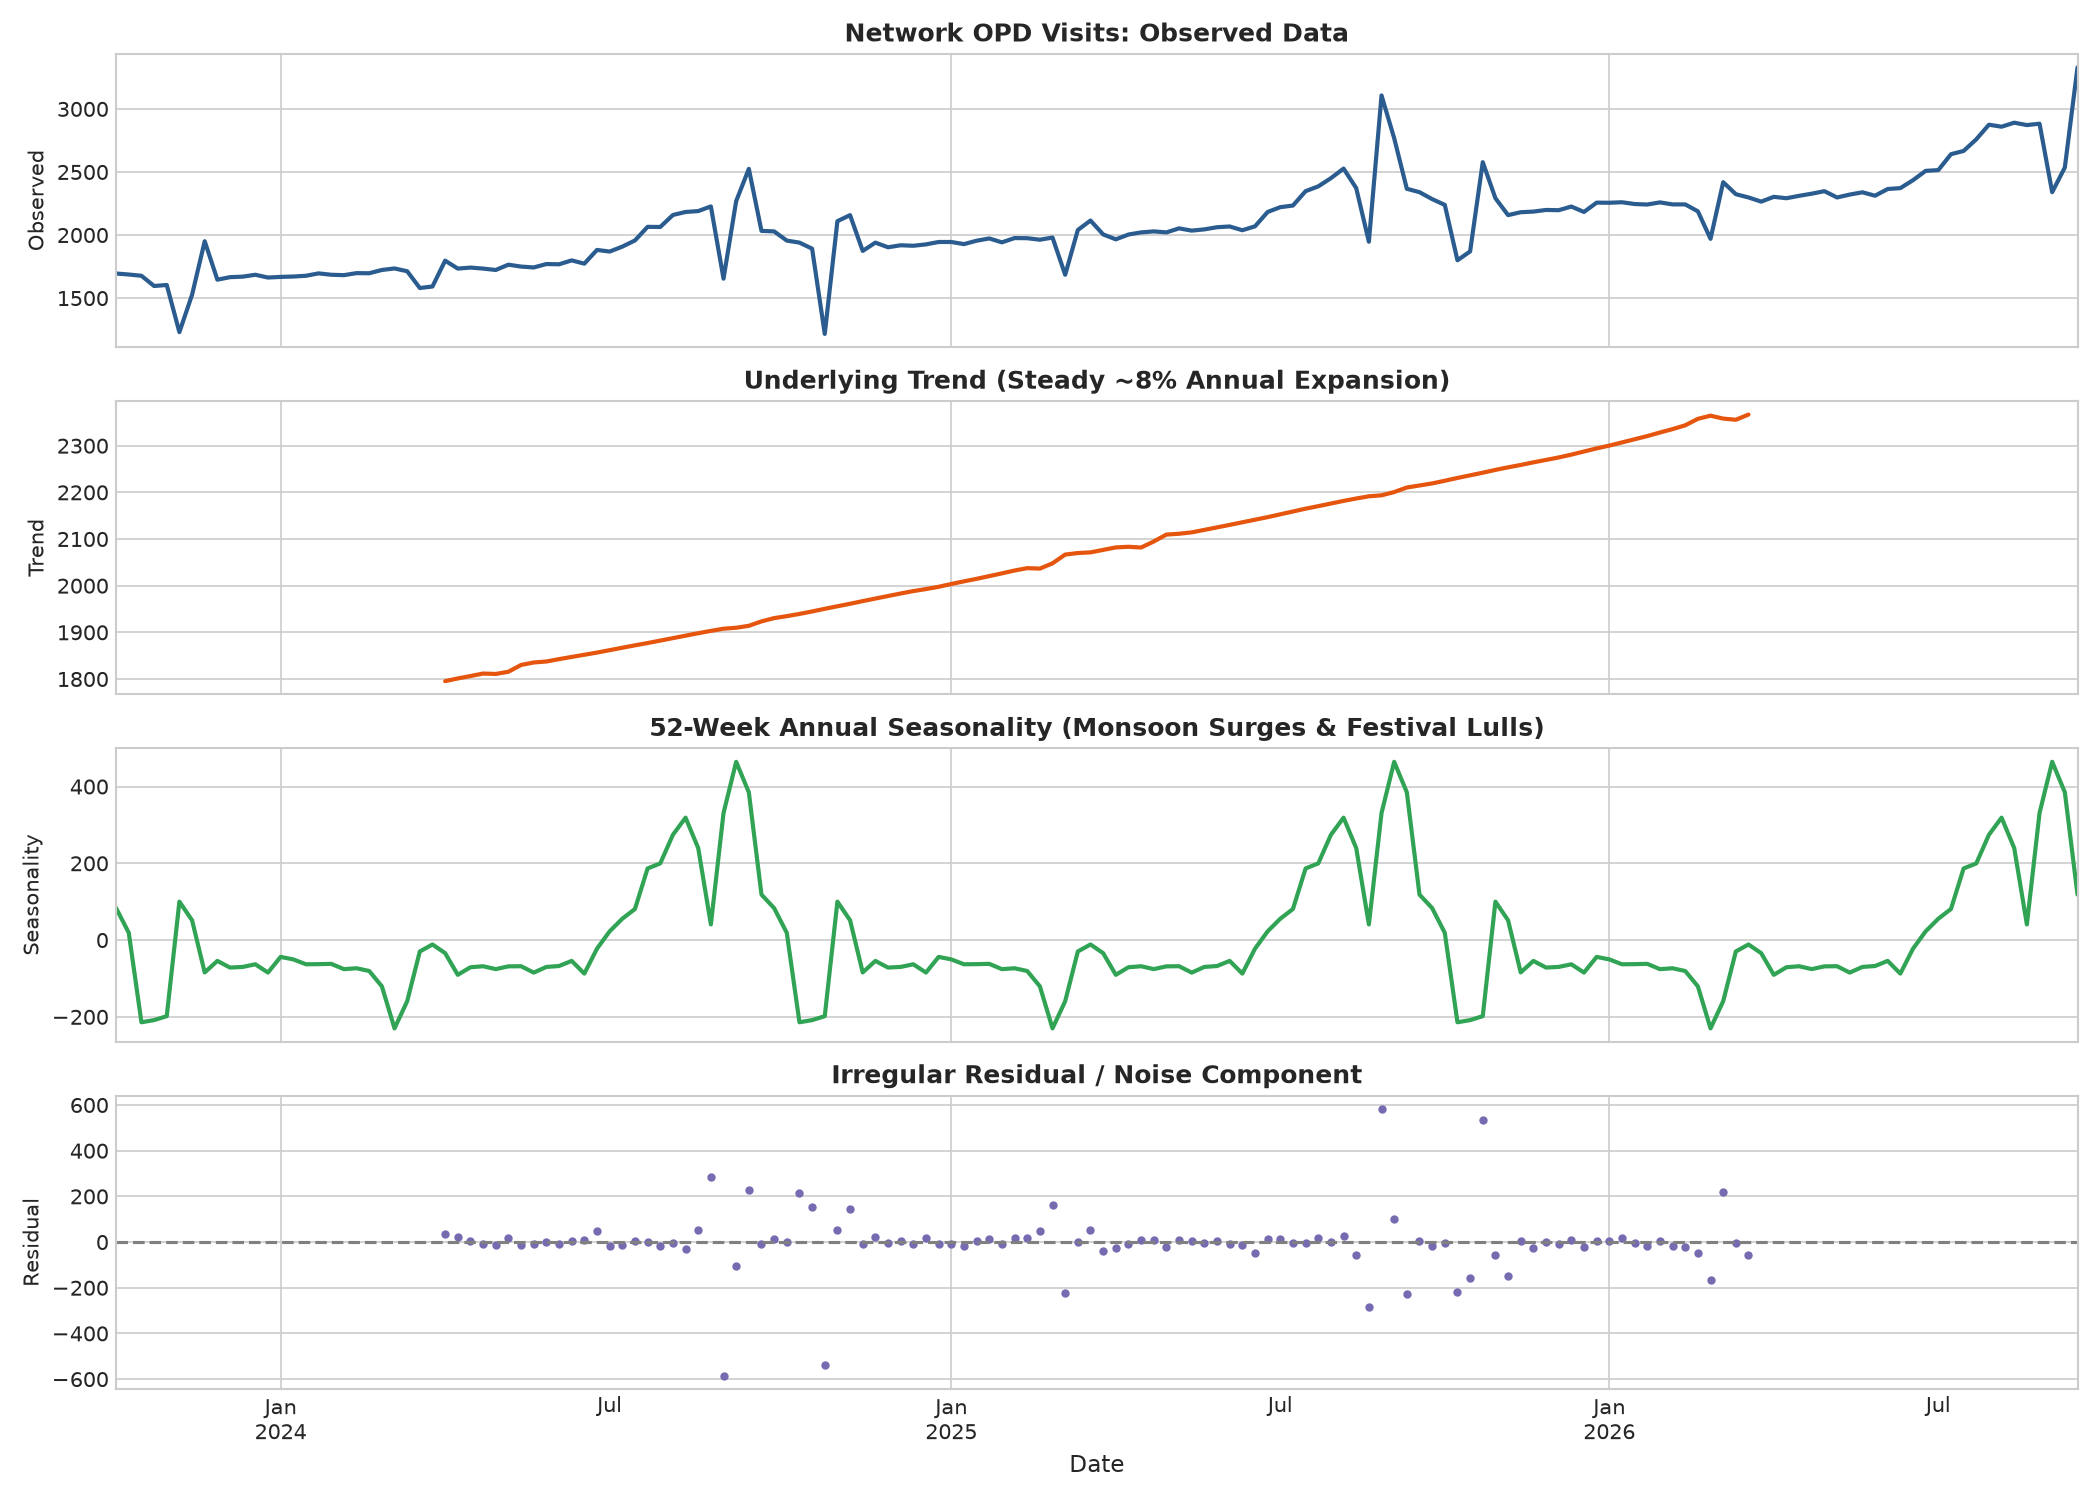 Network OPD Visits: Observed Data
Observed
3000
2500
2000
1500
Underlying Trend (Steady ~8% Annual Expansion)
Trend
2300
2200
2100
2000
1900
1800
52-Week Annual Seasonality (Monsoon Surges & Festival Lulls)
Seasonality
400
200
0
−200
Irregular Residual / Noise Component
Residual
600
400
200
0
−200
−400
−600
Jan Jul Jan Jul Jan Jul
2024 2025 2026
Date